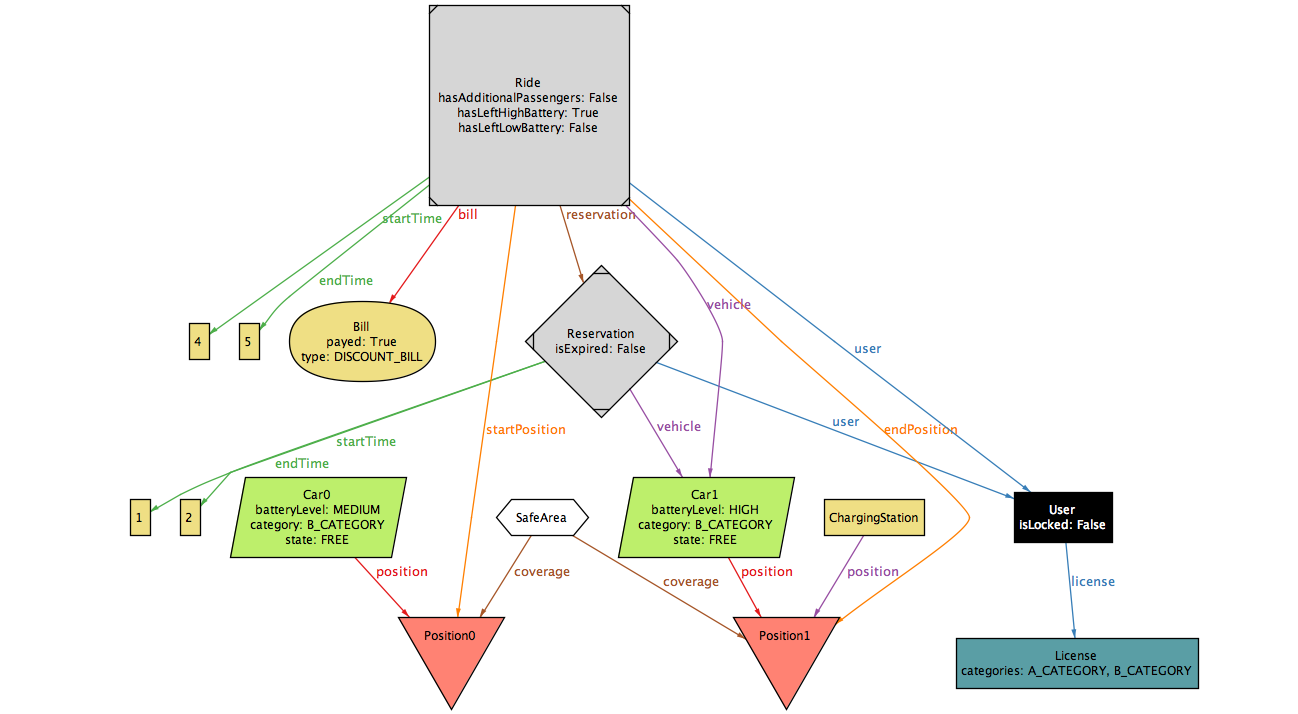 Ride
hasAdditionalPassengers: False
hasLeftHighBattery: True
hasLeftLowBattery: False
startTime
bill
reservation
endTime
vehicle
4
5
Bill
payed: True
type: DISCOUNT_BILL
Reservation
isExpired: False
user
startTime
endTime
startPosition
vehicle
user
endPosition
1
2
Car0
batteryLevel: MEDIUM
category: B_CATEGORY
state: FREE
SafeArea
Car1
batteryLevel: HIGH
category: B_CATEGORY
state: FREE
ChargingStation
User
isLocked: False
position
coverage
coverage
position
position
license
Position0
Position1
License
categories: A_CATEGORY, B_CATEGORY